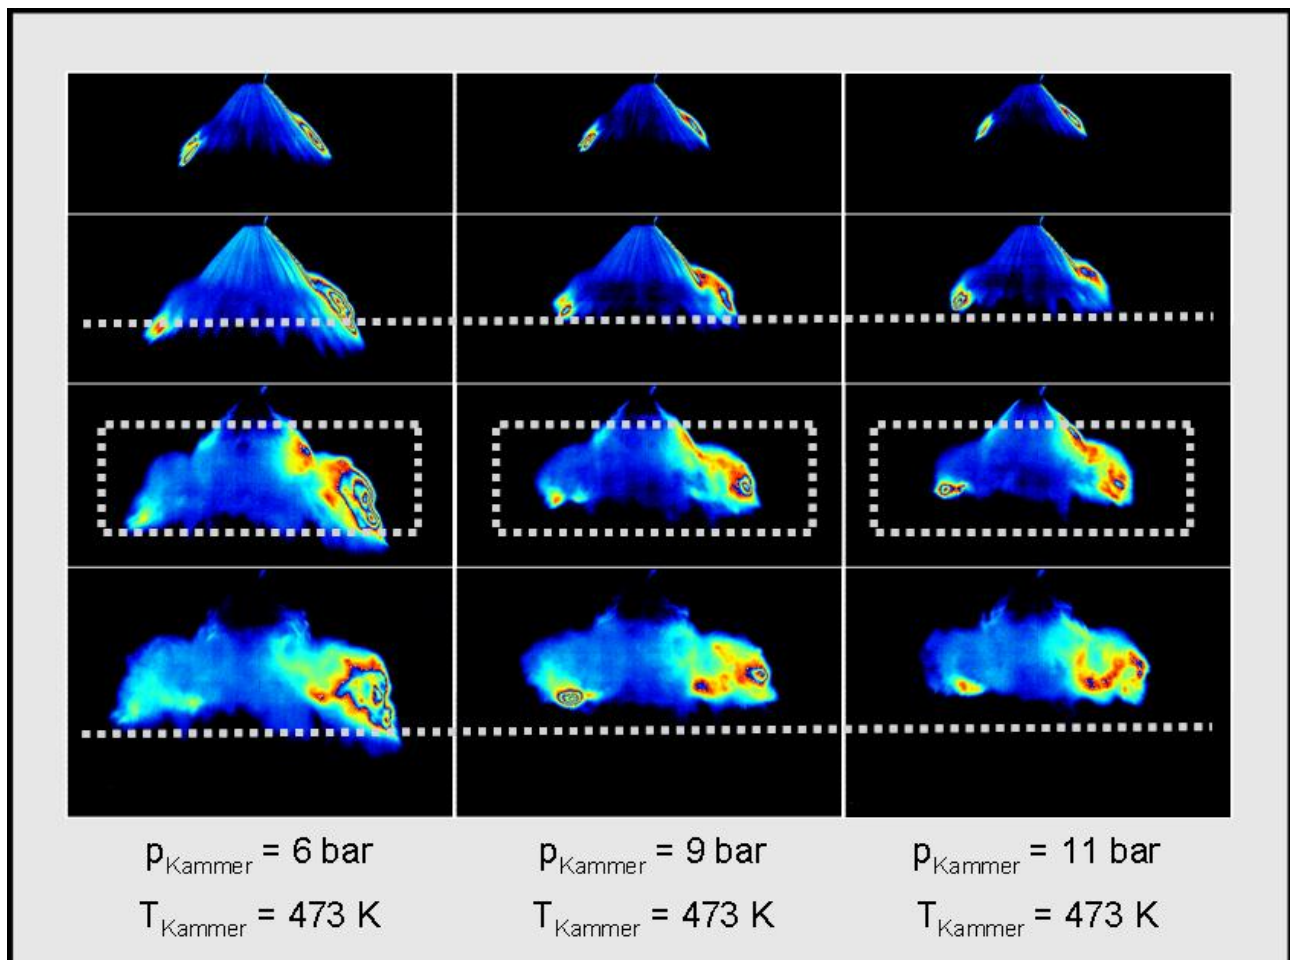 pKammer = 6 bar
pKammer = 9 bar
pKammer = 11 bar
TKammer = 473 K
TKammer = 473 K
TKammer = 473 K